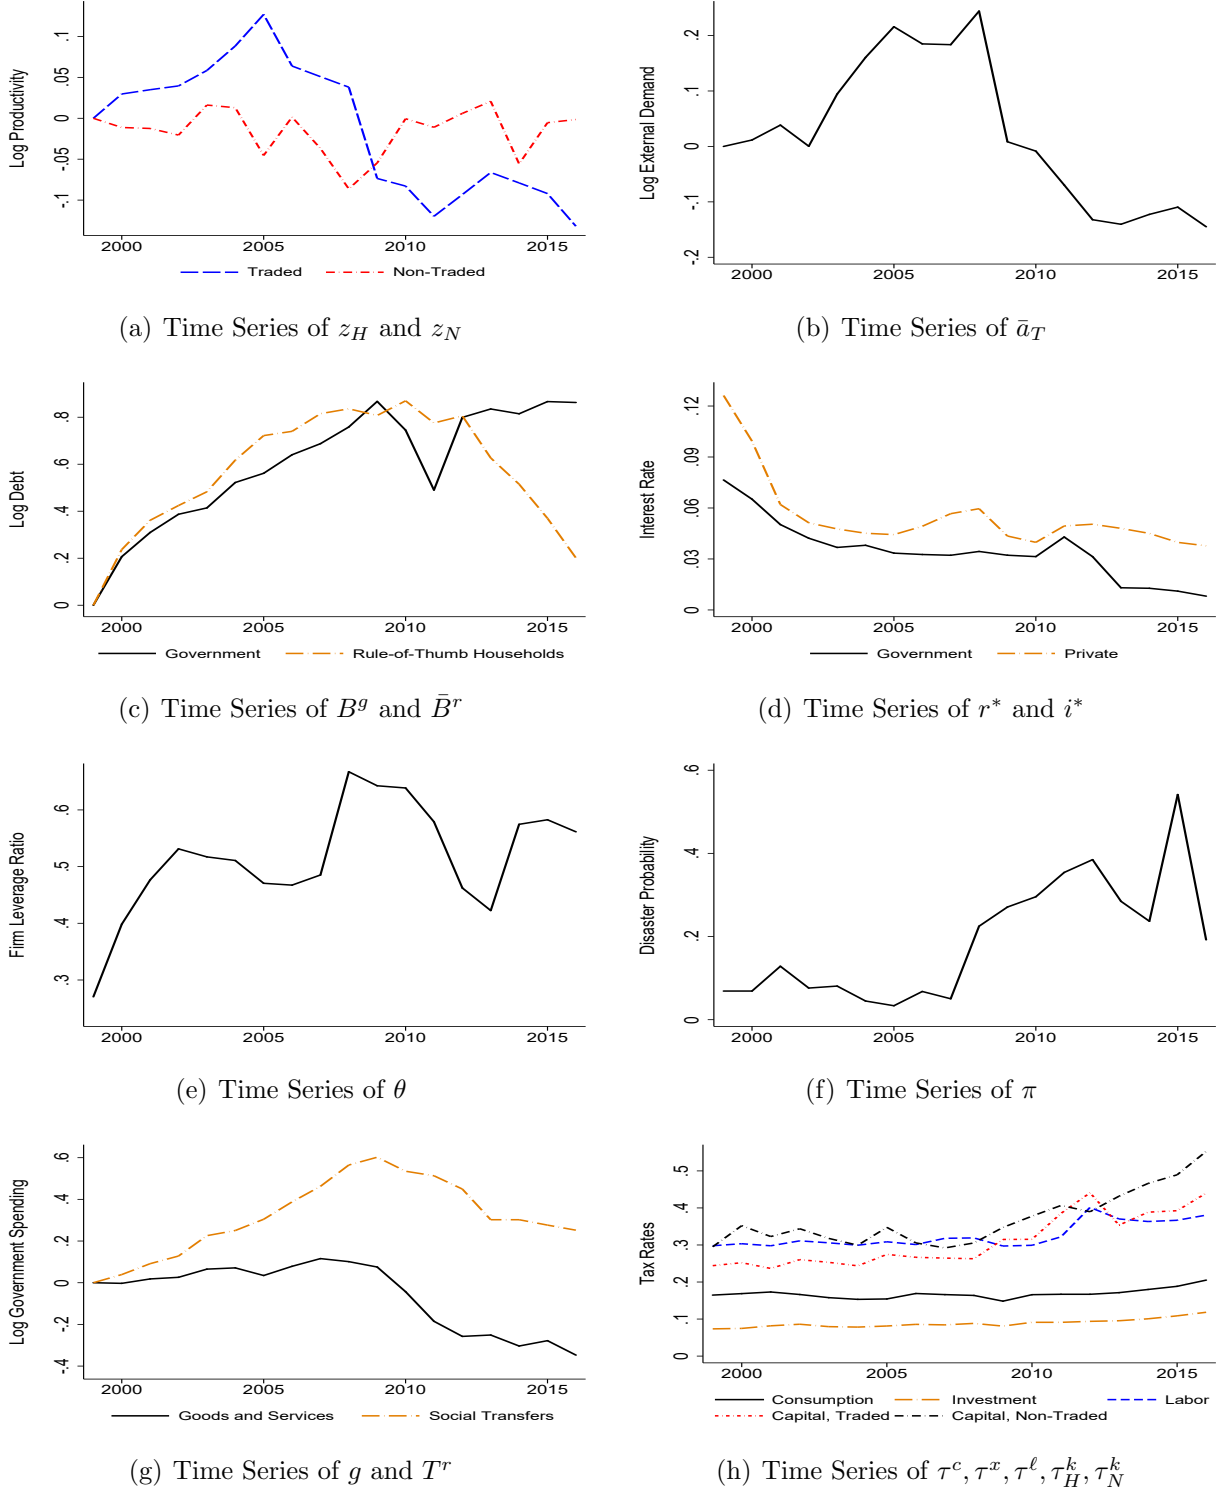 Log Productivity
.1
.05
0
-.05
-.1
2000 2005 2010 2015
Traded Non-Traded
(a) Time Series of z_H and z_N
Log External Demand
.2
.1
0
-.1
-.2
2000 2005 2010 2015
(b) Time Series of ā_T
Log Debt
.8
.6
.4
.2
0
2000 2005 2010 2015
Government Rule-of-Thumb Households
(c) Time Series of B^g and B̄^r
Interest Rate
.12
.09
.06
.03
0
2000 2005 2010 2015
Government Private
(d) Time Series of r* and i*
Firm Leverage Ratio
.6
.5
.4
.3
2000 2005 2010 2015
(e) Time Series of θ
Disaster Probability
.6
.4
.2
0
2000 2005 2010 2015
(f) Time Series of π
Log Government Spending
.6
.4
.2
0
-.2
-.4
2000 2005 2010 2015
Goods and Services Social Transfers
(g) Time Series of g and T^r
Tax Rates
.5
.4
.3
.2
.1
0
2000 2005 2010 2015
Consumption Investment Labor
Capital, Traded Capital, Non-Traded
(h) Time Series of τ^c, τ^x, τ^ℓ, τ_H^k, τ_N^k